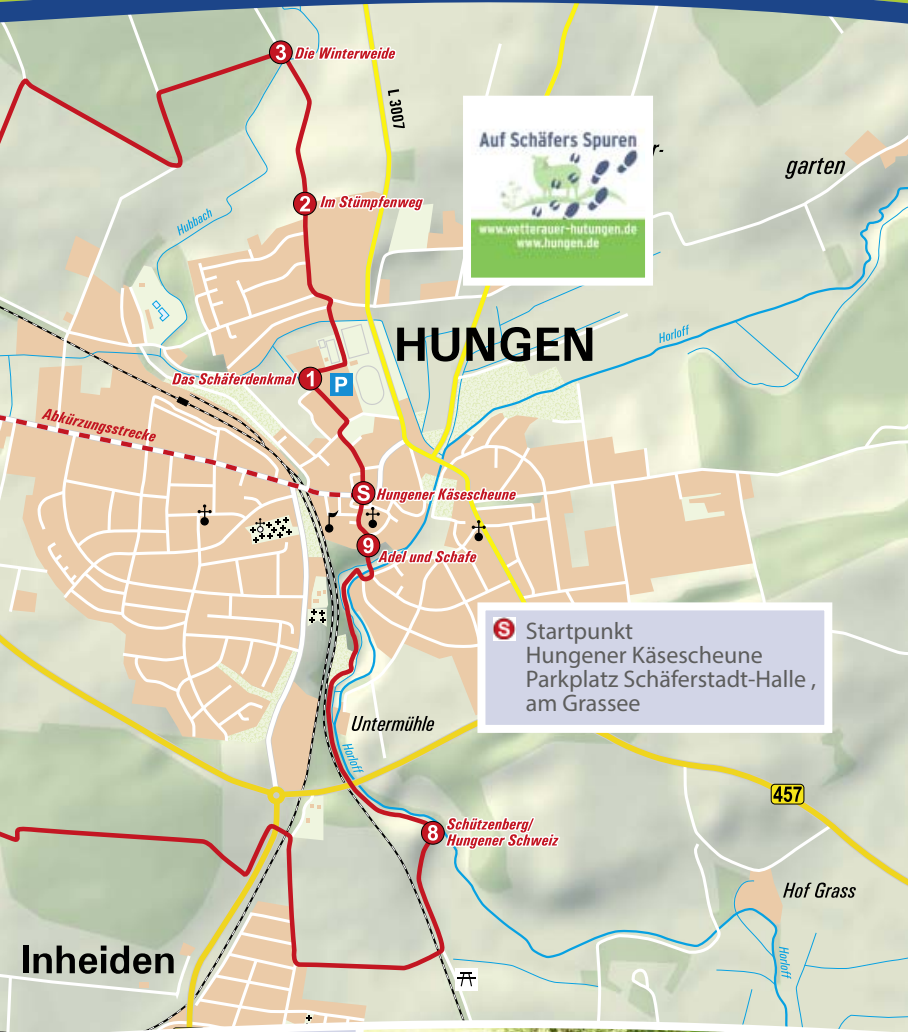 3 Die Winterweide
L 3007
Auf Schäfers Spuren
www.wetterauer-hutungen.de
www.hungen.de
r-
garten
2 Im Stümpfenweg
Hubbach
HUNGEN
Horloff
Das Schäferdenkmal 1
P
Abkürzungsstrecke
S Hungener Käsescheune
9 Adel und Schafe
S Startpunkt
Hungener Käsescheune
Parkplatz Schäferstadt-Halle ,
am Grassee
Untermühle
Horloff
457
8 Schützenberg/
Hungener Schweiz
Hof Grass
Inheiden
Horloff